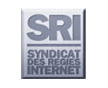 SRI
SYNDICAT
DES REGIES
INTERNET